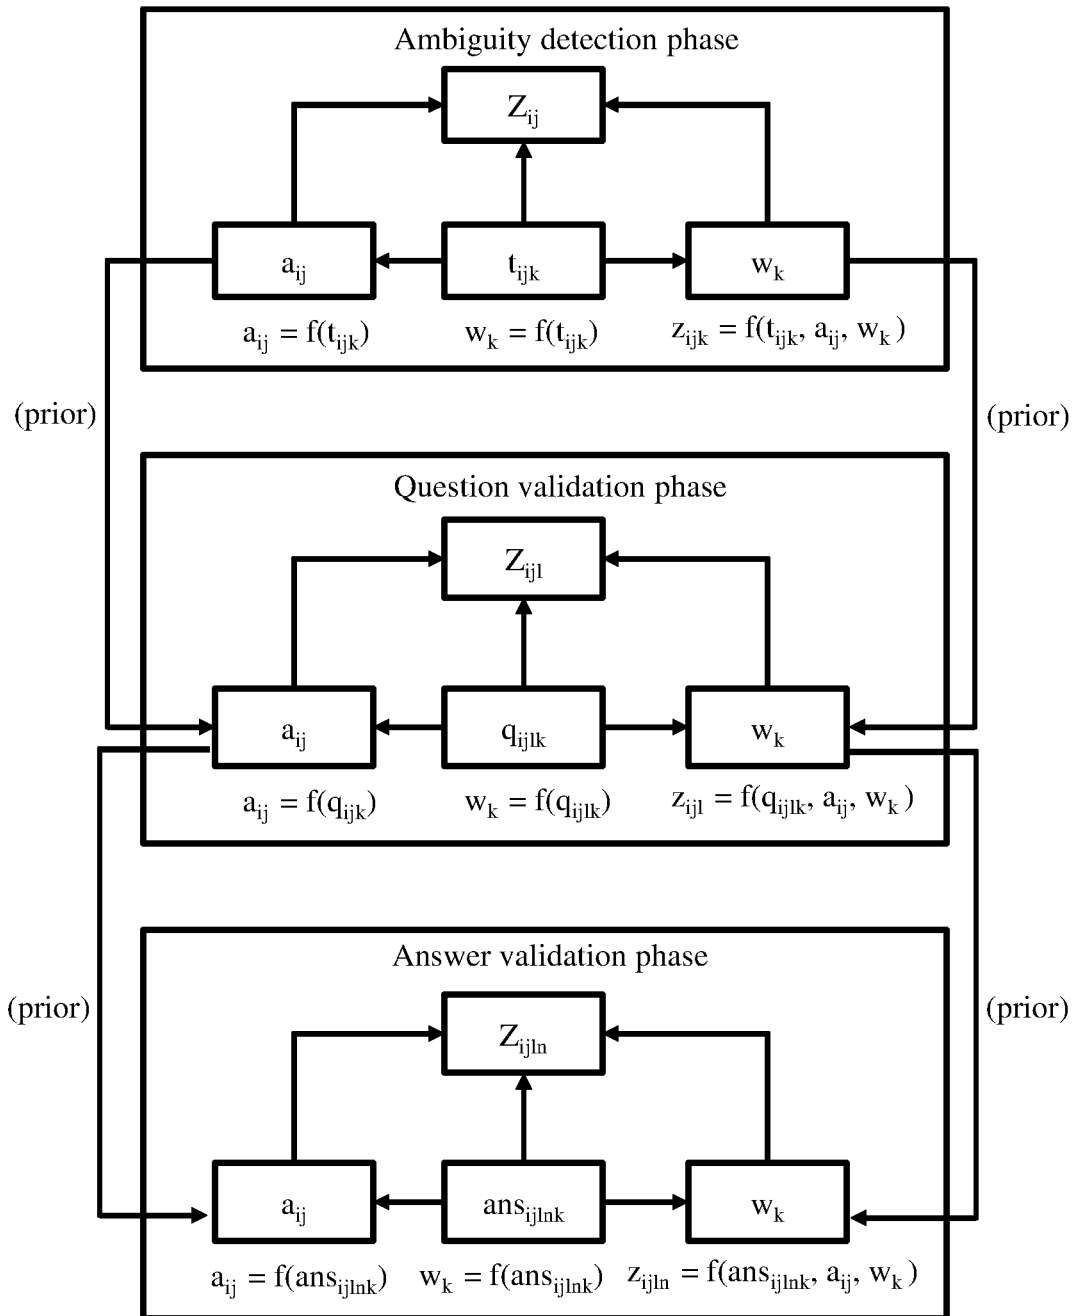 Ambiguity detection phase
Z_ij
a_ij t_ijk w_k
a_ij = f(t_ijk) w_k = f(t_ijk) z_ijk = f(t_ijk, a_ij, w_k)
(prior) (prior)
Question validation phase
Z_ijl
a_ij q_ijlk w_k
a_ij = f(q_ijk) w_k = f(q_ijlk) z_ijl = f(q_ijlk, a_ij, w_k)
Answer validation phase
(prior) (prior)
Z_ijln
a_ij ans_ijlnk w_k
a_ij = f(ans_ijlnk) w_k = f(ans_ijlnk) z_ijln = f(ans_ijlnk, a_ij, w_k)